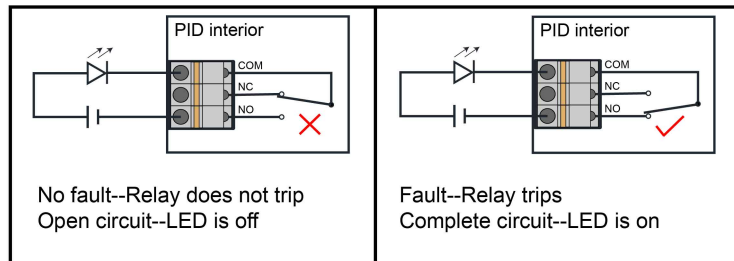 PID interior
COM
NC
NO
No fault--Relay does not trip
Open circuit--LED is off
PID interior
COM
NC
NO
Fault--Relay trips
Complete circuit--LED is on